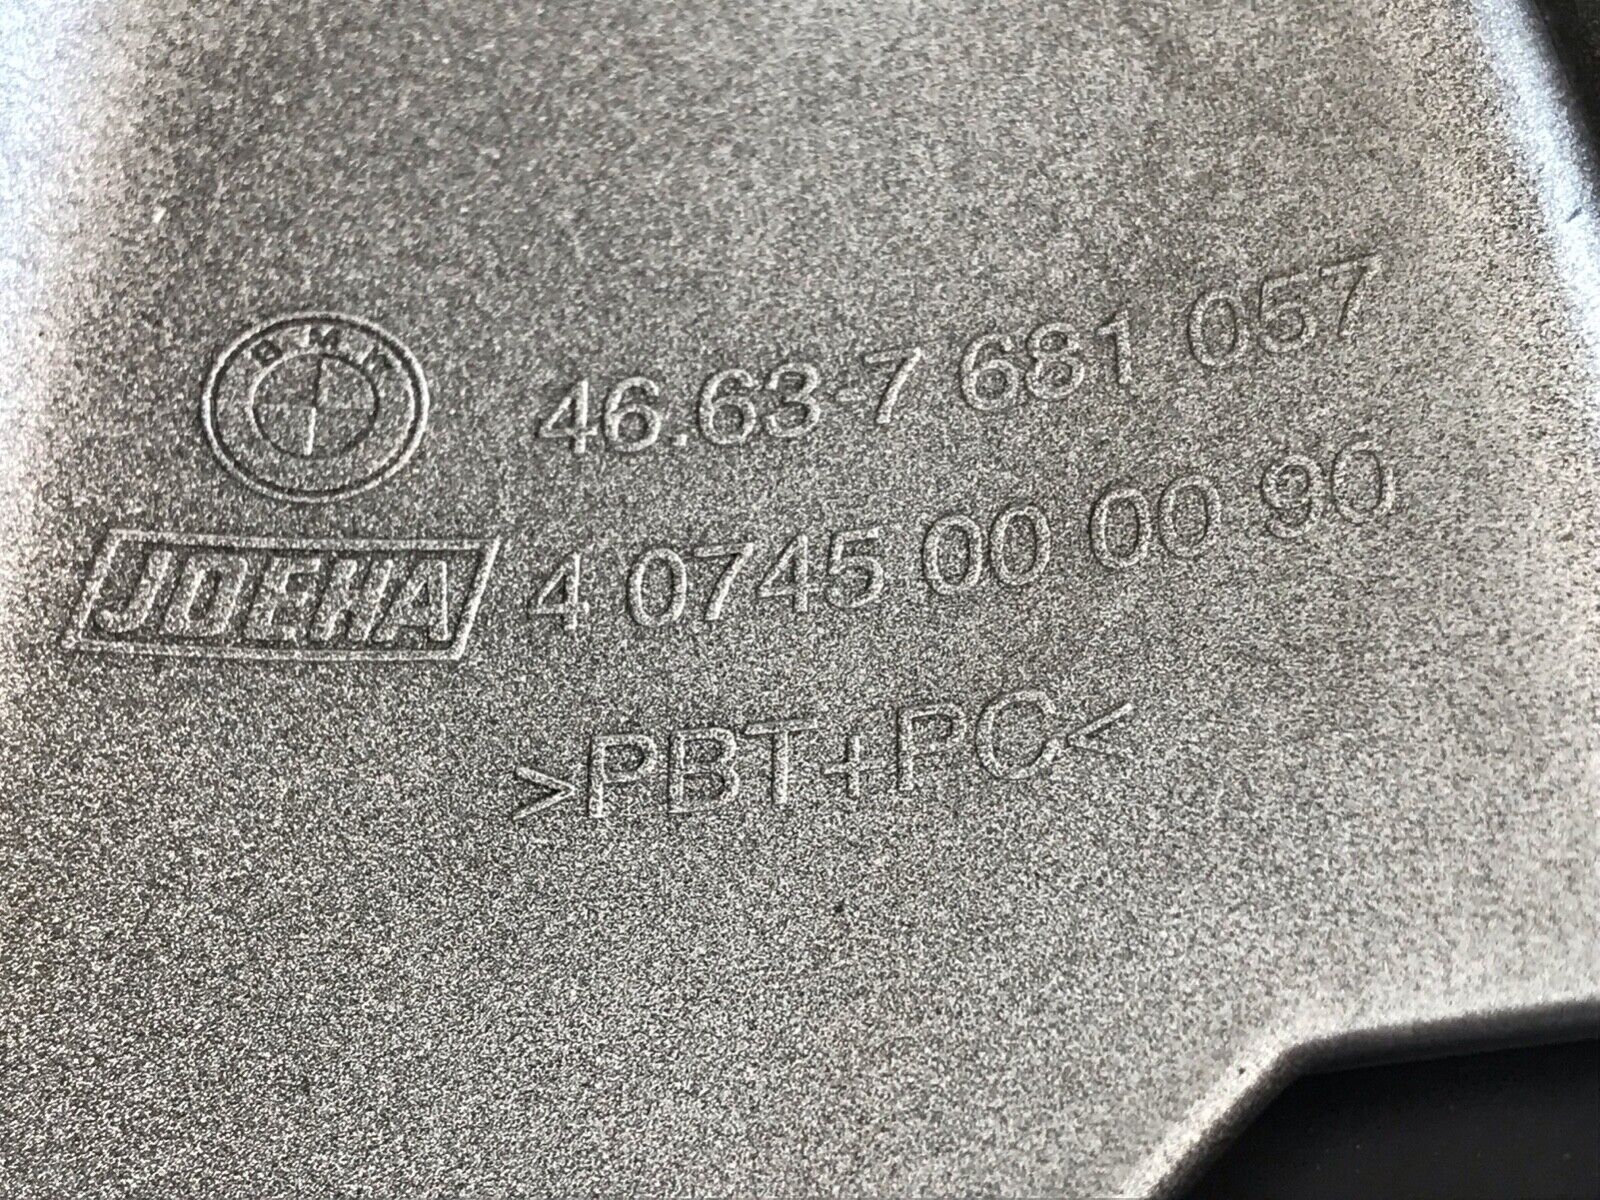 BMW 46.63-7 681 057
JOEHA 4 0745 00 00 90
>PBT+PC<